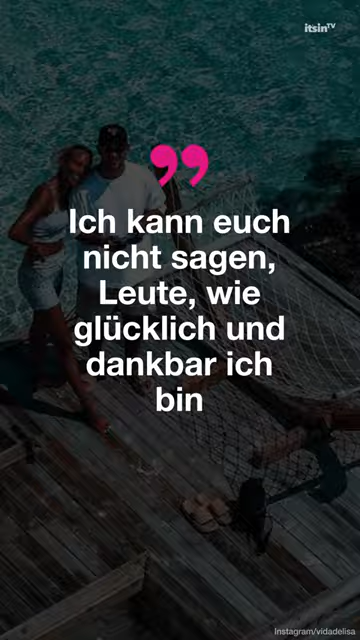 itsinTV
Ich kann euch
nicht sagen,
Leute, wie
glücklich und
dankbar ich
bin
Instagram/vidadelisa